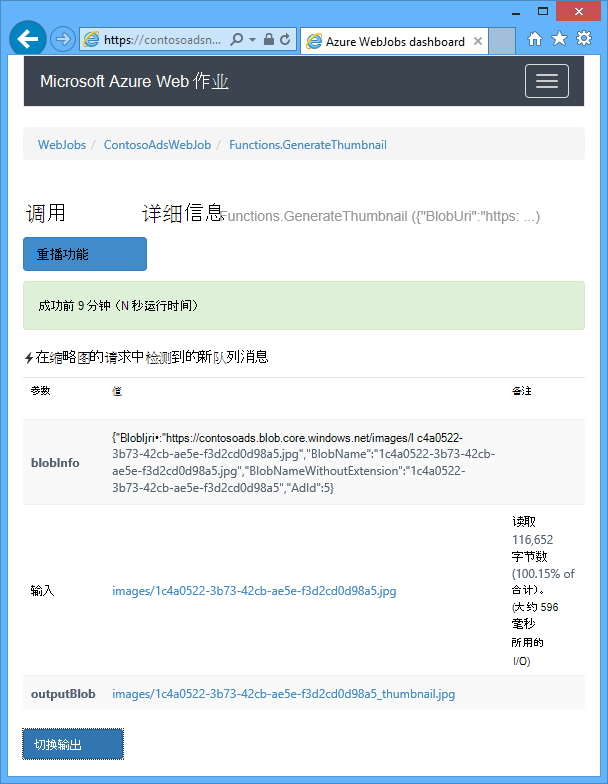 https://contosoadsn...
Azure WebJobs dashboard
Microsoft Azure Web 作业
WebJobs / ContosoAdsWebJob / Functions.GenerateThumbnail
调用 详细信息 Functions.GenerateThumbnail ({"BlobUri":"https: ...)
重播功能
成功前 9 分钟（N 秒运行时间）
在缩略图的请求中检测到的新队列消息
参数 值 备注
blobInfo
{"Blobljri•:"https://contosoads.blob.core.windows.net/images/l c4a0522-
3b73-42cb-ae5e-f3d2cd0d98a5.jpg","BlobName":"1c4a0522-3b73-42cb-
ae5e-f3d2cd0d98a5.jpg","BlobNameWithoutExtension":"1c4a0522-
3b73-42cb-ae5e-f3d2cd0d98a5","AdId":5}
输入
images/1c4a0522-3b73-42cb-ae5e-f3d2cd0d98a5.jpg
读取
116,652
字节数
(100.15% of
合计)。
(大约 596
毫秒
所用的
I/O)
outputBlob
images/1c4a0522-3b73-42cb-ae5e-f3d2cd0d98a5_thumbnail.jpg
切换输出